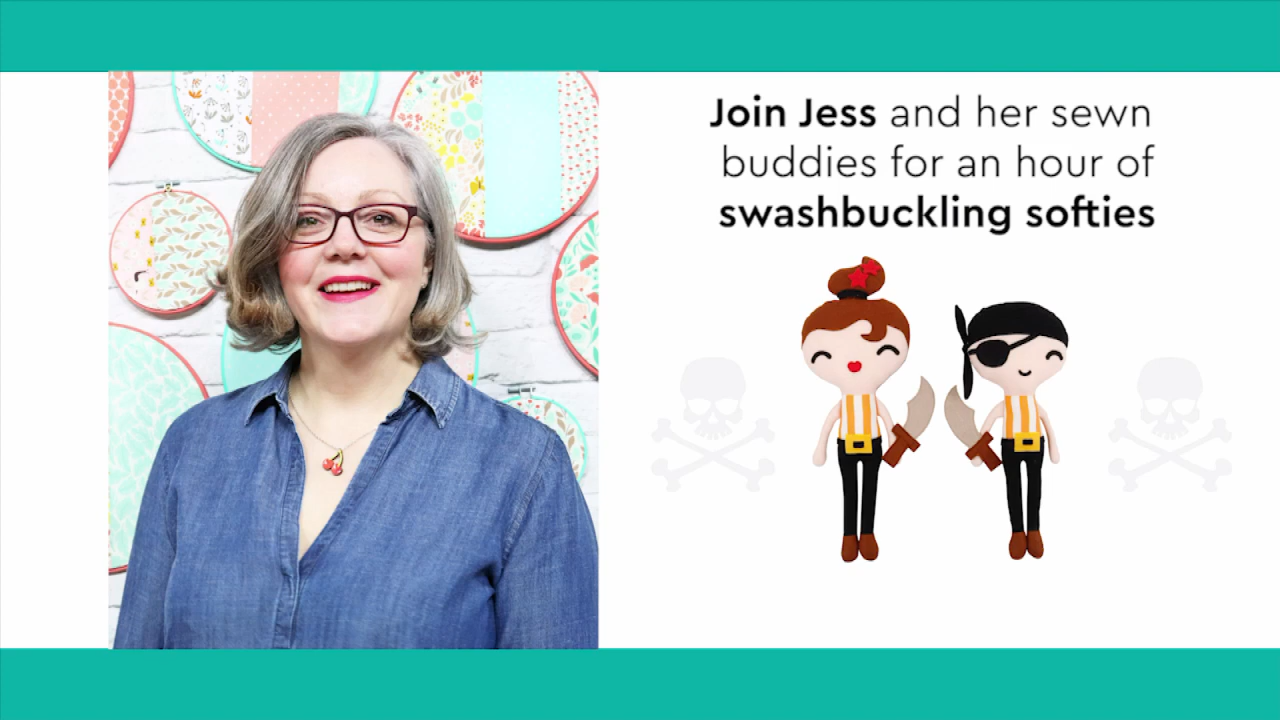 Join Jess and her sewn
buddies for an hour of
swashbuckling softies